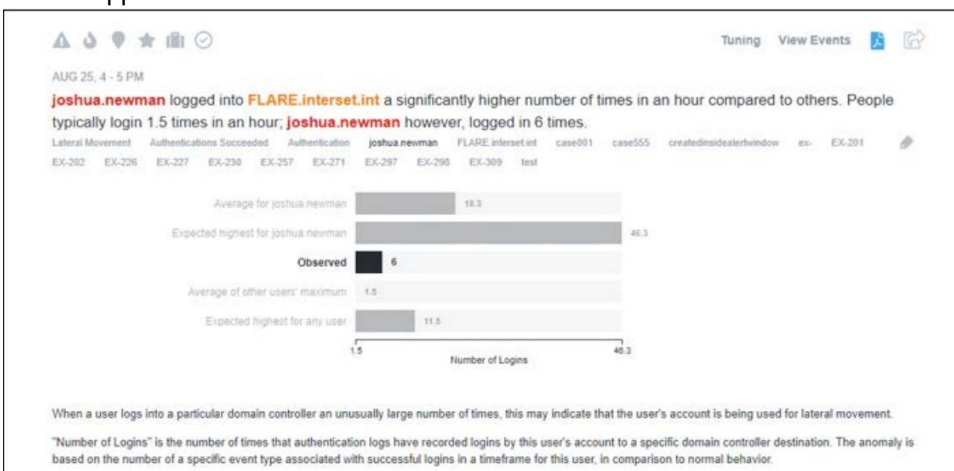 Tuning View Events
AUG 25, 4 - 5 PM
joshua.newman logged into FLARE.interset.int a significantly higher number of times in an hour compared to others. People
typically login 1.5 times in an hour; joshua.newman however, logged in 6 times.
Lateral Movement Authentications Succeeded Authentication joshua.newman FLARE.interset.int case001 case555 createdinsidealertwindow ex- EX-201
EX-202 EX-226 EX-227 EX-230 EX-257 EX-271 EX-297 EX-298 EX-309 test
Average for joshua.newman 18.3
Expected highest for joshua.newman 46.3
Observed 6
Average of other users' maximum 1.5
Expected highest for any user 11.5
1.5 46.3
Number of Logins
When a user logs into a particular domain controller an unusually large number of times, this may indicate that the user's account is being used for lateral movement.
"Number of Logins" is the number of times that authentication logs have recorded logins by this user's account to a specific domain controller destination. The anomaly is
based on the number of a specific event type associated with successful logins in a timeframe for this user, in comparison to normal behavior.